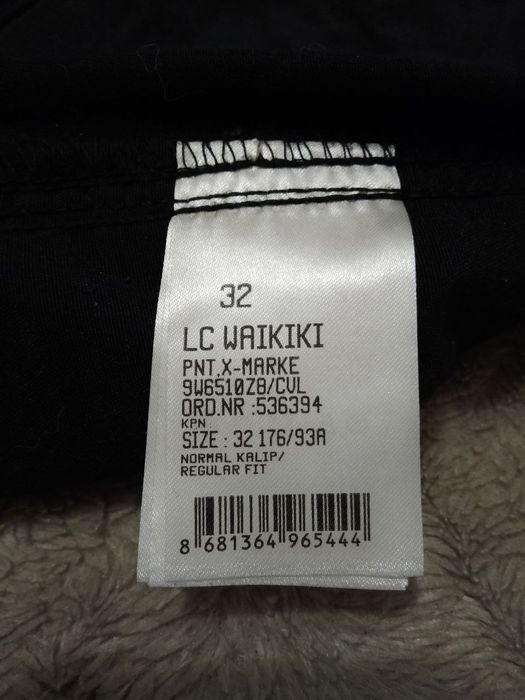 32
LC WAIKIKI
PNT,X-MARKE
9W6510Z8/CVL
ORD.NR :536394
KPN
SIZE : 32 176/93A
NORMAL KALIP/
REGULAR FIT
8 681364 965444